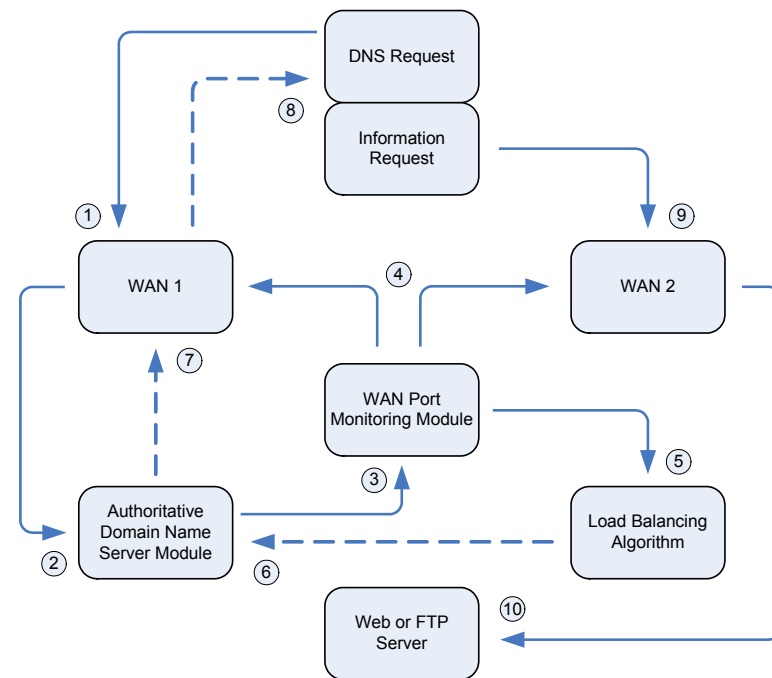 DNS Request
8
Information
Request
1
9
WAN 1
4
WAN 2
7
WAN Port
Monitoring Module
3
5
Authoritative
Domain Name
Server Module
Load Balancing
Algorithm
2
6
Web or FTP
Server
10